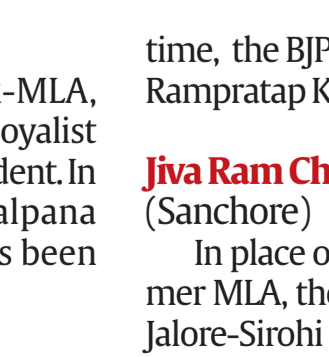 -MLA,
oyalist
dent. In
alpana
s been
time, the BJP
Rampratap K
Jiva Ram Ch
(Sanchore)
In place o
mer MLA, the
Jalore-Sirohi